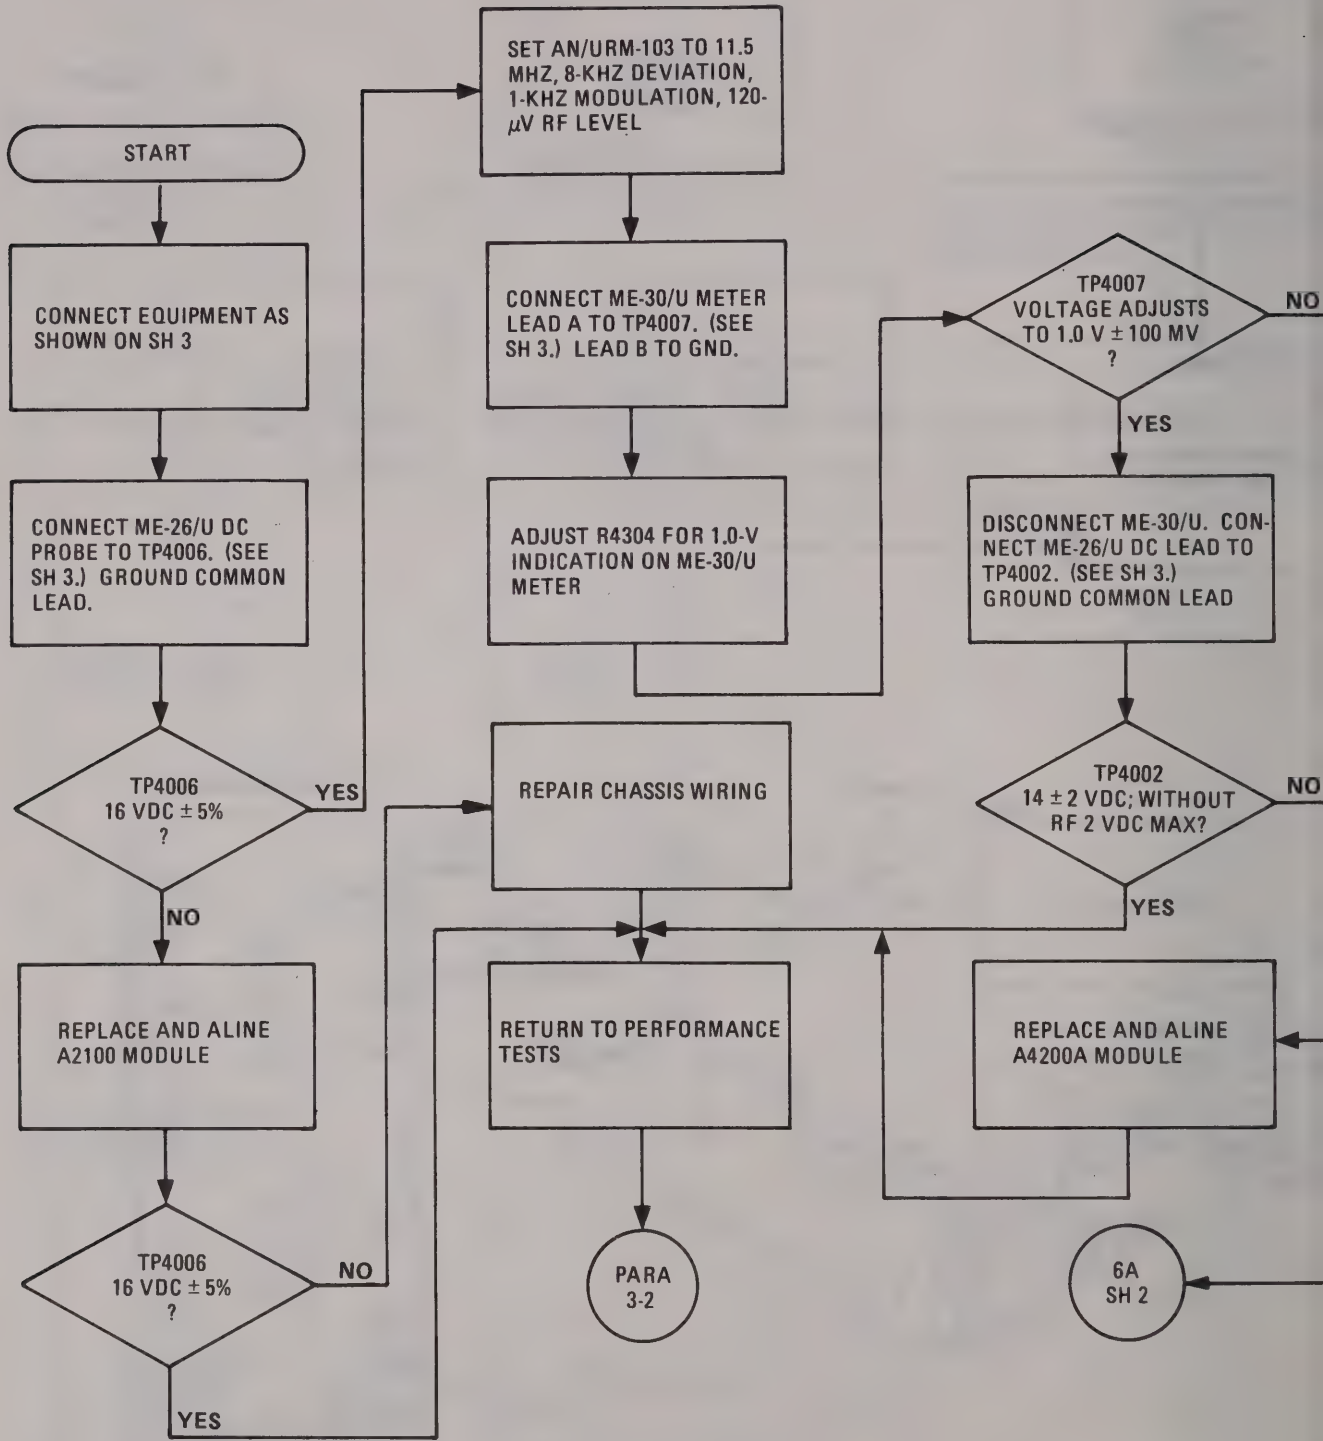 START
CONNECT EQUIPMENT AS
SHOWN ON SH 3
CONNECT ME-26/U DC
PROBE TO TP4006. (SEE
SH 3.) GROUND COMMON
LEAD.
TP4006
16 VDC ± 5%
?
YES
NO
REPLACE AND ALINE
A2100 MODULE
TP4006
16 VDC ± 5%
?
NO
YES
SET AN/URM-103 TO 11.5
MHZ, 8-KHZ DEVIATION,
1-KHZ MODULATION, 120-
μV RF LEVEL
CONNECT ME-30/U METER
LEAD A TO TP4007. (SEE
SH 3.) LEAD B TO GND.
ADJUST R4304 FOR 1.0-V
INDICATION ON ME-30/U
METER
REPAIR CHASSIS WIRING
RETURN TO PERFORMANCE
TESTS
PARA
3-2
TP4007
VOLTAGE ADJUSTS
TO 1.0 V ± 100 MV
?
NO
YES
DISCONNECT ME-30/U. CON-
NECT ME-26/U DC LEAD TO
TP4002. (SEE SH 3.)
GROUND COMMON LEAD
TP4002
14 ± 2 VDC; WITHOUT
RF 2 VDC MAX?
NO
YES
REPLACE AND ALINE
A4200A MODULE
6A
SH 2